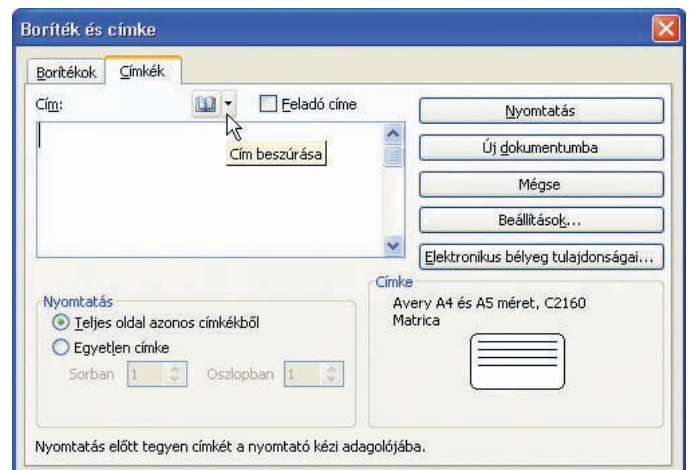 Boríték és címke
Borítékok Címkék
Cím: Feladó címe
Cím beszúrása
Nyomtatás
Új dokumentumba
Mégse
Beállítások...
Elektronikus bélyeg tulajdonságai...
Nyomtatás
Teljes oldal azonos címkékből
Egyetlen címke
Sorban 1 Oszlopban 1
Címke
Avery A4 és A5 méret, C2160
Matrica
Nyomtatás előtt tegyen címkét a nyomtató kézi adagolójába.